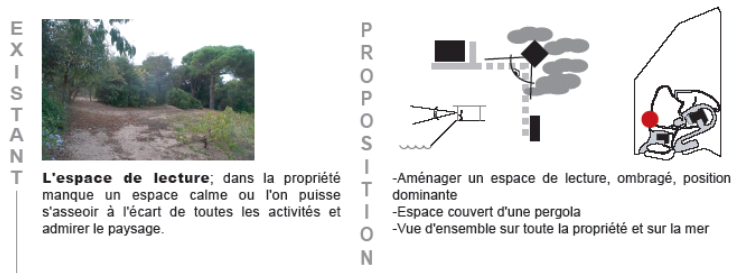 EXISTANT
L'espace de lecture; dans la propriété
manque un espace calme ou l'on puisse
s'asseoir à l'écart de toutes les activités et
admirer le paysage.
PROPOSITION
-Aménager un espace de lecture, ombragé, position
dominante
-Espace couvert d'une pergola
-Vue d'ensemble sur toute la propriété et sur la mer